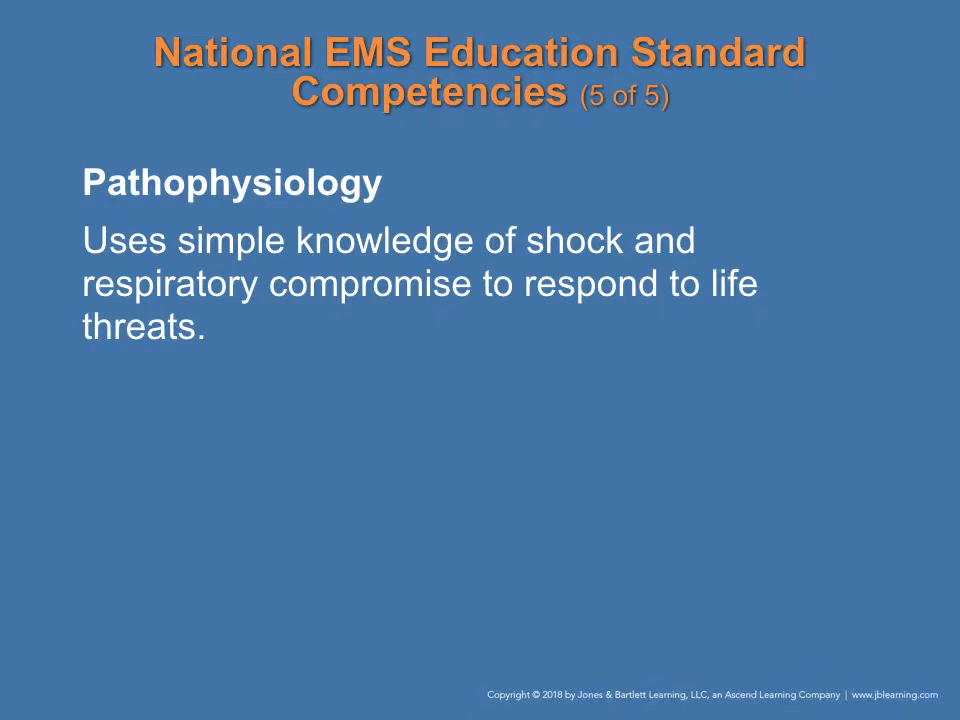 National EMS Education Standard
Competencies (5 of 5)
Pathophysiology
Uses simple knowledge of shock and
respiratory compromise to respond to life
threats.
Copyright © 2018 by Jones & Bartlett Learning, LLC, an Ascend Learning Company | www.jblearning.com